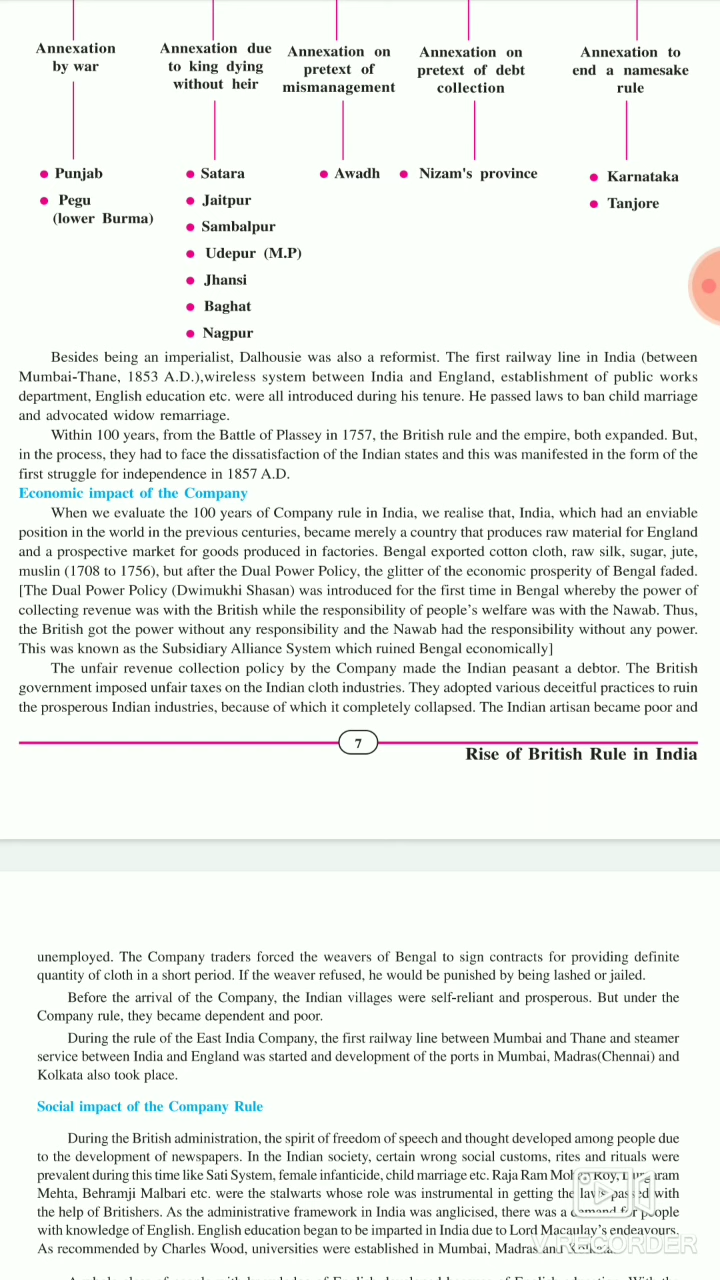 Annexation by war
Annexation due to king dying without heir
Annexation on pretext of mismanagement
Annexation on pretext of debt collection
Annexation to end a namesake rule
• Punjab
• Pegu
(lower Burma)
• Satara
• Jaitpur
• Sambalpur
• Udepur (M.P)
• Jhansi
• Baghat
• Nagpur
• Awadh
• Nizam's province
• Karnataka
• Tanjore
Besides being an imperialist, Dalhousie was also a reformist. The first railway line in India (between
Mumbai-Thane, 1853 A.D.),wireless system between India and England, establishment of public works
department, English education etc. were all introduced during his tenure. He passed laws to ban child marriage
and advocated widow remarriage.
Within 100 years, from the Battle of Plassey in 1757, the British rule and the empire, both expanded. But,
in the process, they had to face the dissatisfaction of the Indian states and this was manifested in the form of the
first struggle for independence in 1857 A.D.
Economic impact of the Company
When we evaluate the 100 years of Company rule in India, we realise that, India, which had an enviable
position in the world in the previous centuries, became merely a country that produces raw material for England
and a prospective market for goods produced in factories. Bengal exported cotton cloth, raw silk, sugar, jute,
muslin (1708 to 1756), but after the Dual Power Policy, the glitter of the economic prosperity of Bengal faded.
[The Dual Power Policy (Dwimukhi Shasan) was introduced for the first time in Bengal whereby the power of
collecting revenue was with the British while the responsibility of people's welfare was with the Nawab. Thus,
the British got the power without any responsibility and the Nawab had the responsibility without any power.
This was known as the Subsidiary Alliance System which ruined Bengal economically]
The unfair revenue collection policy by the Company made the Indian peasant a debtor. The British
government imposed unfair taxes on the Indian cloth industries. They adopted various deceitful practices to ruin
the prosperous Indian industries, because of which it completely collapsed. The Indian artisan became poor and
7
Rise of British Rule in India
unemployed. The Company traders forced the weavers of Bengal to sign contracts for providing definite
quantity of cloth in a short period. If the weaver refused, he would be punished by being lashed or jailed.
Before the arrival of the Company, the Indian villages were self-reliant and prosperous. But under the
Company rule, they became dependent and poor.
During the rule of the East India Company, the first railway line between Mumbai and Thane and steamer
service between India and England was started and development of the ports in Mumbai, Madras(Chennai) and
Kolkata also took place.
Social impact of the Company Rule
During the British administration, the spirit of freedom of speech and thought developed among people due
to the development of newspapers. In the Indian society, certain wrong social customs, rites and rituals were
prevalent during this time like Sati System, female infanticide, child marriage etc. Raja Ram Mohan Roy,
Mehta, Behramji Malbari etc. were the stalwarts whose role was instrumental in getting the laws passed with
the help of Britishers. As the administrative framework in India was anglicised, there was a demand for people
with knowledge of English. English education began to be imparted in India due to Lord Macaulay's endeavours.
As recommended by Charles Wood, universities were established in Mumbai, Madras and
V RECORDER